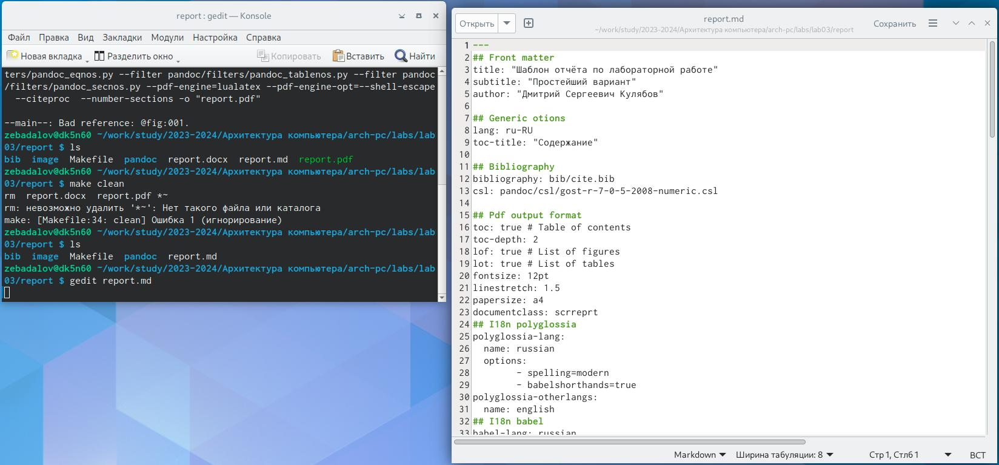 report : gedit — Konsole
Файл Правка Вид Закладки Модули Настройка Справка
Новая вкладка Разделить окно Копировать Вставить Найти
ters/pandoc_eqnos.py --filter pandoc/filters/pandoc_tablenos.py --filter pandoc
/filters/pandoc_secnos.py --pdf-engine=lualatex --pdf-engine-opt=--shell-escape
--citeproc --number-sections -o "report.pdf"
--main--: Bad reference: @fig:001.
zebadalov@dk5n60 ~/work/study/2023-2024/Архитектура компьютера/arch-pc/labs/lab
03/report $ ls
bib image Makefile pandoc report.docx report.md report.pdf
zebadalov@dk5n60 ~/work/study/2023-2024/Архитектура компьютера/arch-pc/labs/lab
03/report $ make clean
rm report.docx report.pdf *~
rm: невозможно удалить '*~': Нет такого файла или каталога
make: [Makefile:34: clean] Ошибка 1 (игнорирование)
zebadalov@dk5n60 ~/work/study/2023-2024/Архитектура компьютера/arch-pc/labs/lab
03/report $ ls
bib image Makefile pandoc report.md
zebadalov@dk5n60 ~/work/study/2023-2024/Архитектура компьютера/arch-pc/labs/lab
03/report $ gedit report.md
Открыть
report.md
~/work/study/2023-2024/Архитектура компьютера/arch-pc/labs/lab03/report
Сохранить
1 ---
2 ## Front matter
3 title: "Шаблон отчёта по лабораторной работе"
4 subtitle: "Простейший вариант"
5 author: "Дмитрий Сергеевич Кулябов"
6
7 ## Generic otions
8 lang: ru-RU
9 toc-title: "Содержание"
10
11 ## Bibliography
12 bibliography: bib/cite.bib
13 csl: pandoc/csl/gost-r-7-0-5-2008-numeric.csl
14
15 ## Pdf output format
16 toc: true # Table of contents
17 toc-depth: 2
18 lof: true # List of figures
19 lot: true # List of tables
20 fontsize: 12pt
21 linestretch: 1.5
22 papersize: a4
23 documentclass: scrreprt
24 ## I18n polyglossia
25 polyglossia-lang:
26 name: russian
27 options:
28 - spelling=modern
29 - babelshorthands=true
30 polyglossia-otherlangs:
31 name: english
32 ## I18n babel
33 babel-lang: russian
Markdown Ширина табуляции: 8 Стр 1, Стлб 1 ВСТ